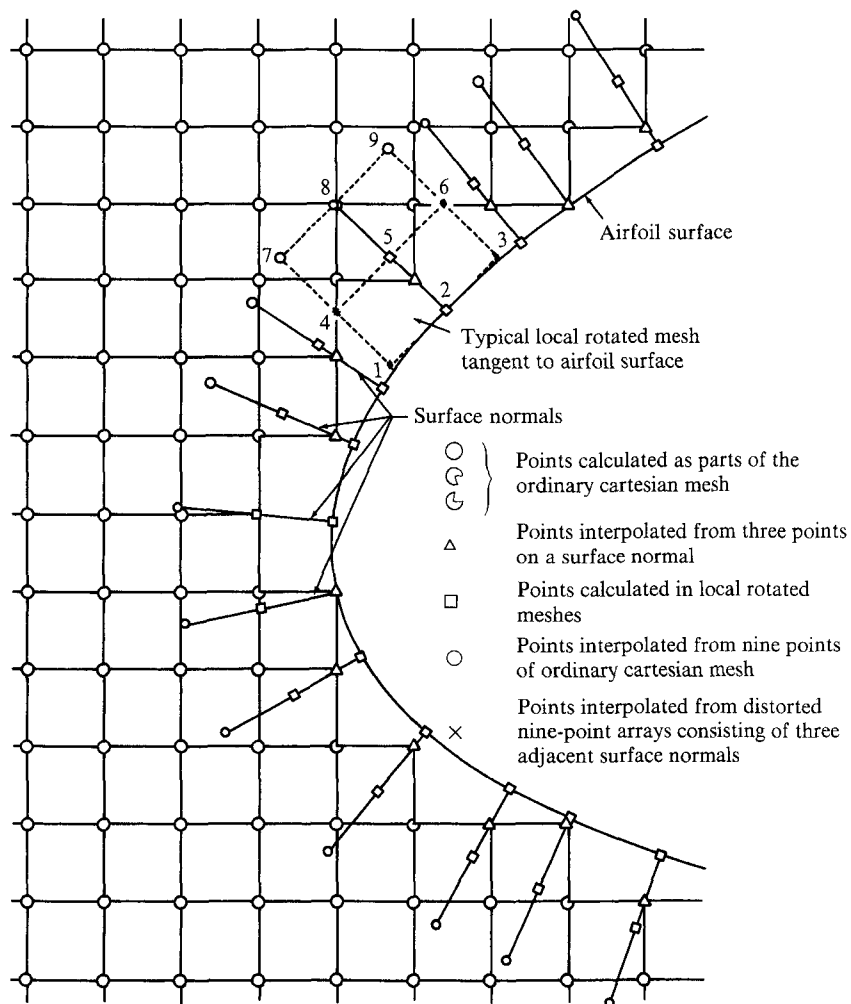 9
8
6
Airfoil surface
5
3
7
2
4
Typical local rotated mesh
tangent to airfoil surface
1
Surface normals
Points calculated as parts of the
ordinary cartesian mesh
Points interpolated from three points
on a surface normal
Points calculated in local rotated
meshes
Points interpolated from nine points
of ordinary cartesian mesh
Points interpolated from distorted
nine-point arrays consisting of three
adjacent surface normals